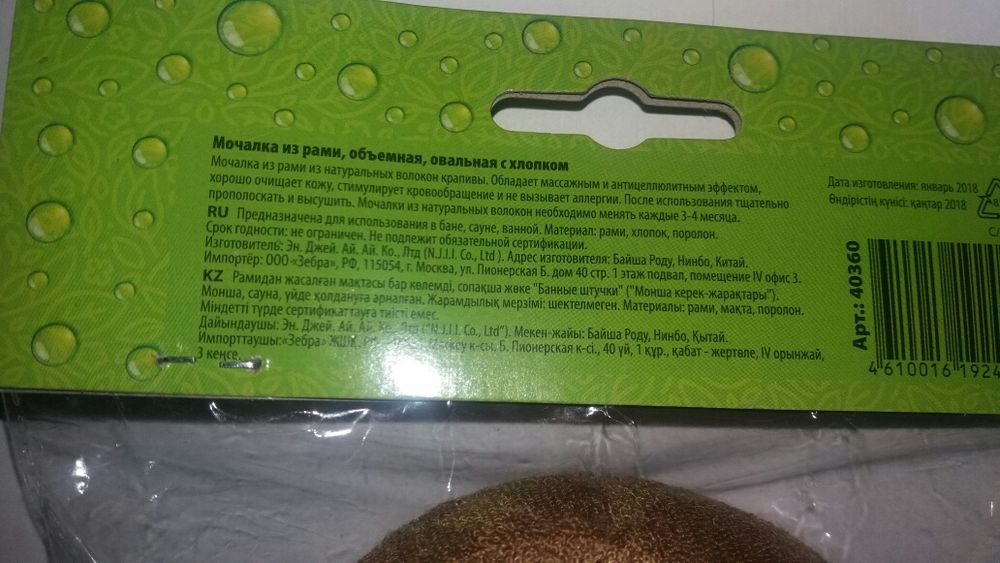 Мочалка из рами, объемная, овальная с хлопком
Мочалка из рами из натуральных волокон крапивы. Обладает массажным и антицеллюлитным эффектом,
хорошо очищает кожу, стимулирует кровообращение и не вызывает аллергии. После использования тщательно
прополоскать и высушить. Мочалки из натуральных волокон необходимо менять каждые 3-4 месяца.
RU Предназначена для использования в бане, сауне, ванной. Материал: рами, хлопок, поролон.
Срок годности: не ограничен. Не подлежит обязательной сертификации.
Изготовитель: Эн. Джей. Ай. Ай. Ко., Лтд (N.J.I.I. Co., Ltd ). Адрес изготовителя: Байша Роду, Нинбо, Китай.
Импортёр: ООО «Зебра», РФ, 115054, г. Москва, ул. Пионерская Б. дом 40 стр. 1 этаж подвал, помещение IV офис 3.
KZ Рамидан жасалған мақтасы бар көлемді, сопақша жөке "Банные штучки" ("Монша керек-жарақтары").
Монша, сауна, үйде қолдануға арналған. Жарамдылық мерзімі: шектелмеген. Материалы: рами, мақта, поролон.
Міндетті түрде сертификаттауға тиісті емес.
Дайындаушы: Эн. Джей. Ай. Ай. Ко., Лтд ("N.J.I.I. Co., Ltd"). Мекен-жайы: Байша Роду, Нинбо, Қытай.
Импорттаушы:«Зебра» ЖШҚ, Мәскеу к-сы, Б. Пионерская к-сі., 40 үй, 1 құр., қабат - жертөле, IV орынжай,
3 кеңсе.
Дата изготовления: январь 2018
Өндірістің күнісі: қаңтар 2018
Арт.: 40360
4 610016 1924